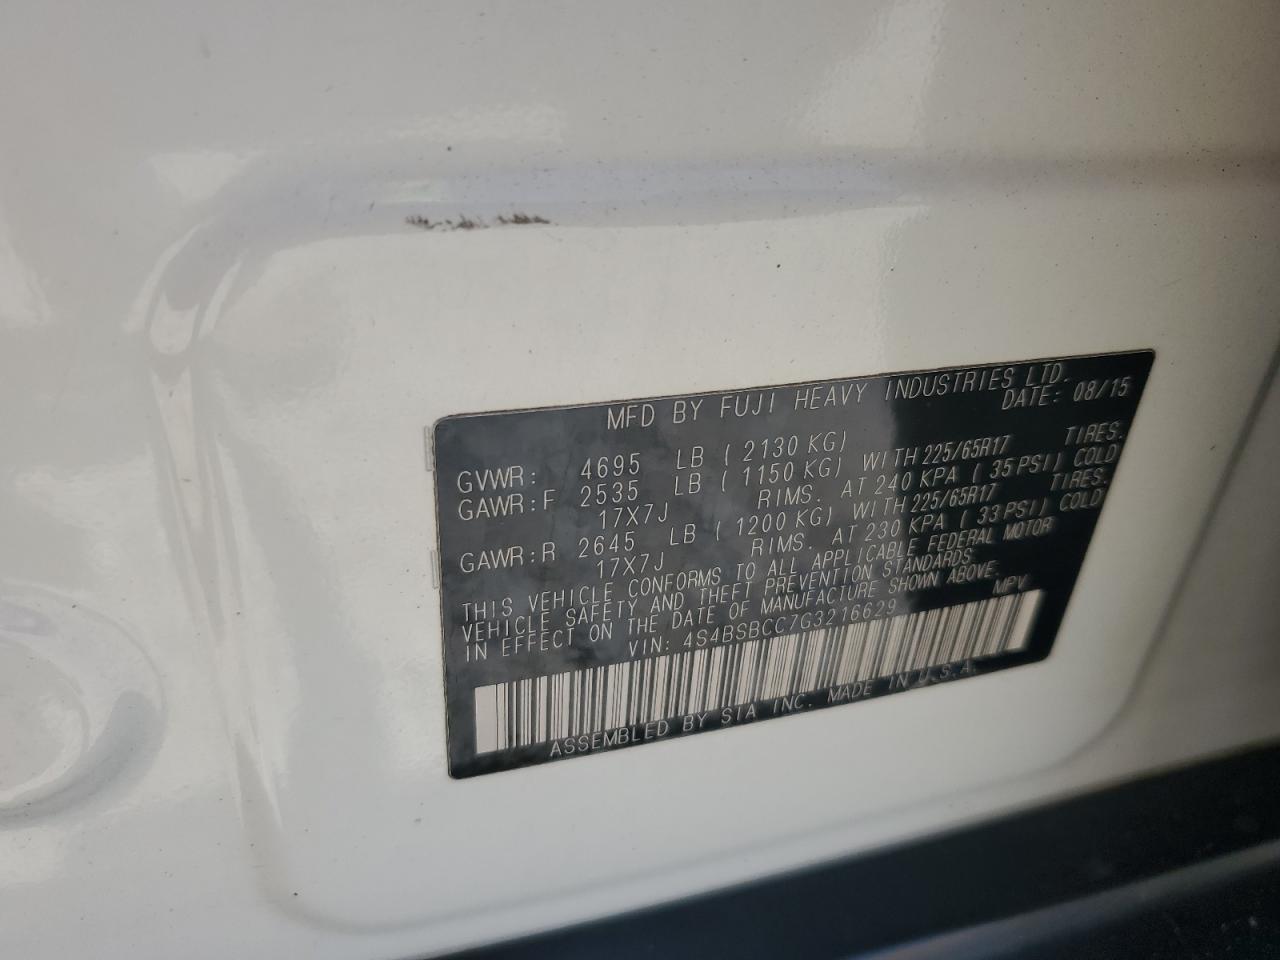 MFD BY FUJI HEAVY INDUSTRIES LTD.
DATE: 08/15
GVWR: 4695 LB ( 2130 KG)
GAWR:F 2535 LB ( 1150 KG) WITH 225/65R17 TIRES.
17X7J RIMS. AT 240 KPA ( 35 PSI) COLD
GAWR:R 2645 LB ( 1200 KG) WITH 225/65R17 TIRES.
17X7J RIMS. AT 230 KPA ( 33 PSI) COLD
THIS VEHICLE CONFORMS TO ALL APPLICABLE FEDERAL MOTOR
VEHICLE SAFETY AND THEFT PREVENTION STANDARDS
IN EFFECT ON THE DATE OF MANUFACTURE SHOWN ABOVE.
VIN: 4S4BSBCC7G3216629 MPV
ASSEMBLED BY SIA INC. MADE IN U.S.A.